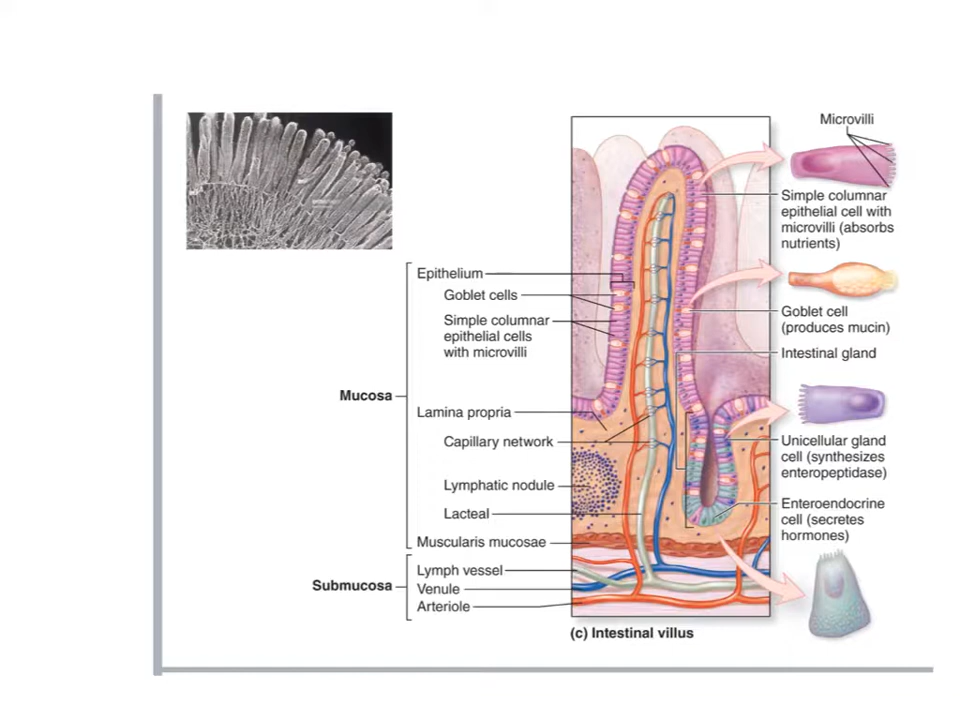 Microvilli
Simple columnar
epithelial cell with
microvilli (absorbs
nutrients)
Epithelium
Goblet cells
Simple columnar
epithelial cells
with microvilli
Goblet cell
(produces mucin)
Intestinal gland
Mucosa
Lamina propria
Capillary network
Unicellular gland
cell (synthesizes
enteropeptidase)
Lymphatic nodule
Lacteal
Enteroendocrine
cell (secretes
hormones)
Muscularis mucosae
Submucosa
Lymph vessel
Venule
Arteriole
(c) Intestinal villus